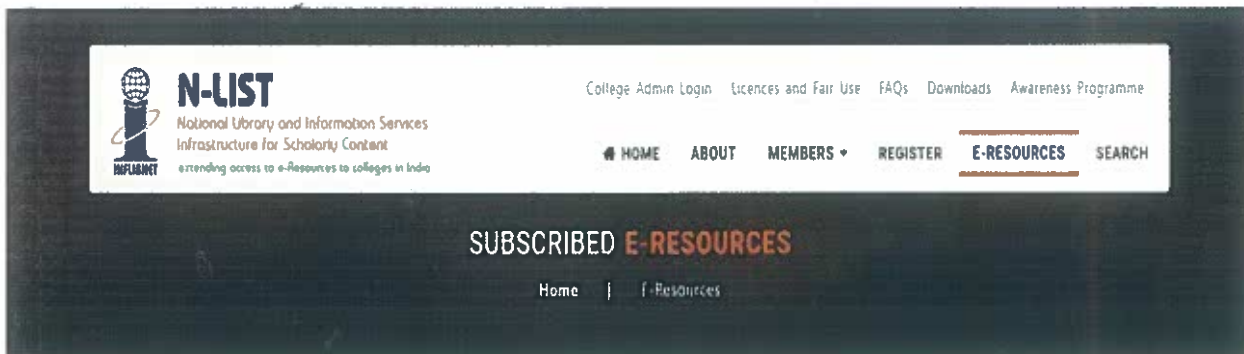 N-LIST
National Library and Information Services
Infrastructure for Scholarly Content
extending access to e-Resources to colleges in India
INFLIBNET
College Admin Login Licences and Fair Use FAQs Downloads Awareness Programme
HOME ABOUT MEMBERS REGISTER E-RESOURCES SEARCH
SUBSCRIBED E-RESOURCES
Home | E-Resources